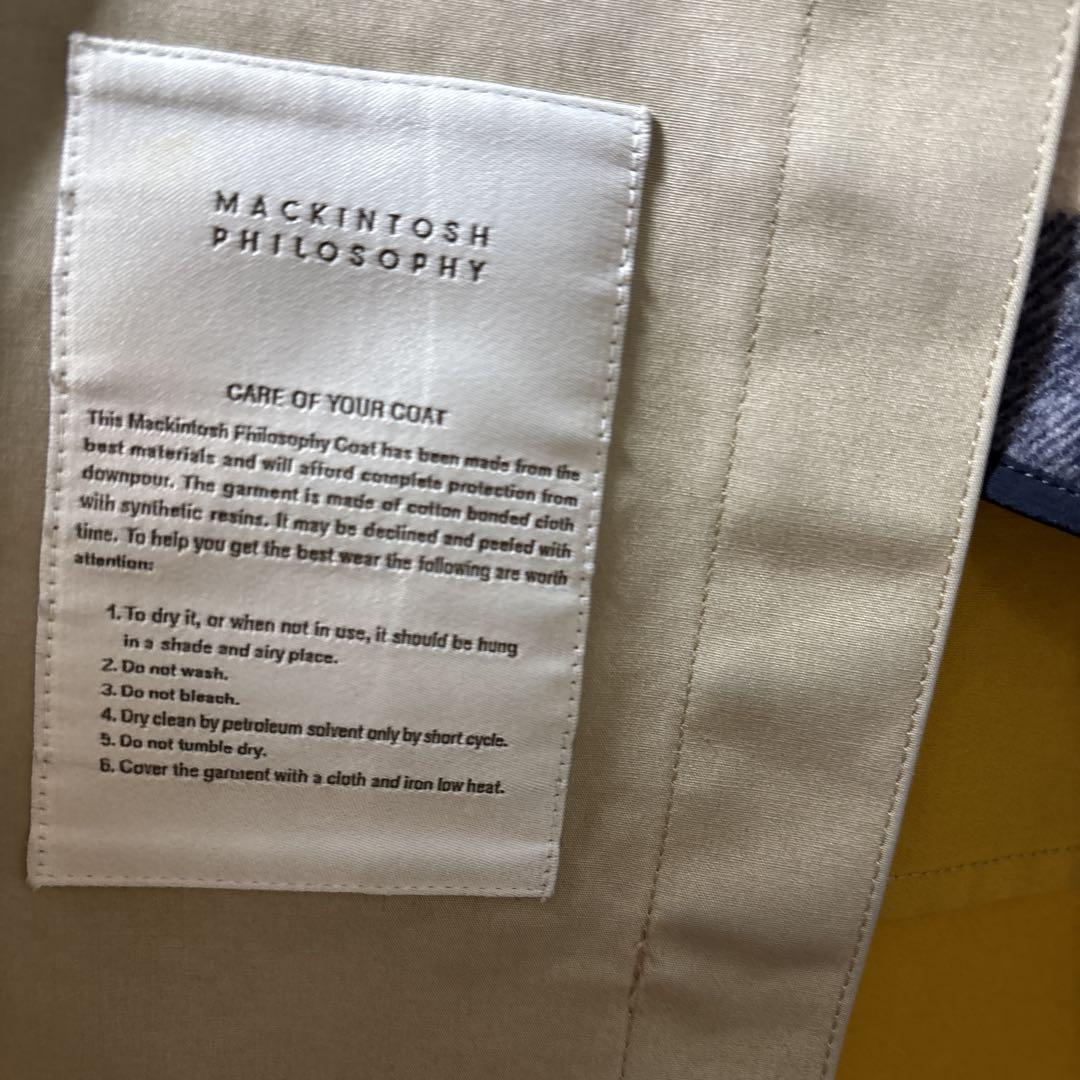 MACKINTOSH
PHILOSOPHY
CARE OF YOUR COAT
This Mackintosh Philosophy Coat has been made from the
best materials and will afford complete protection from
downpour. The garment is made of cotton bonded cloth
with synthetic resins. It may be declined and peeled with
time. To help you get the best wear the following are worth
attention:
1. To dry it, or when not in use, it should be hung
in a shade and airy place.
2. Do not wash.
3. Do not bleach.
4. Dry clean by petroleum solvent only by short cycle.
5. Do not tumble dry.
6. Cover the garment with a cloth and iron low heat.